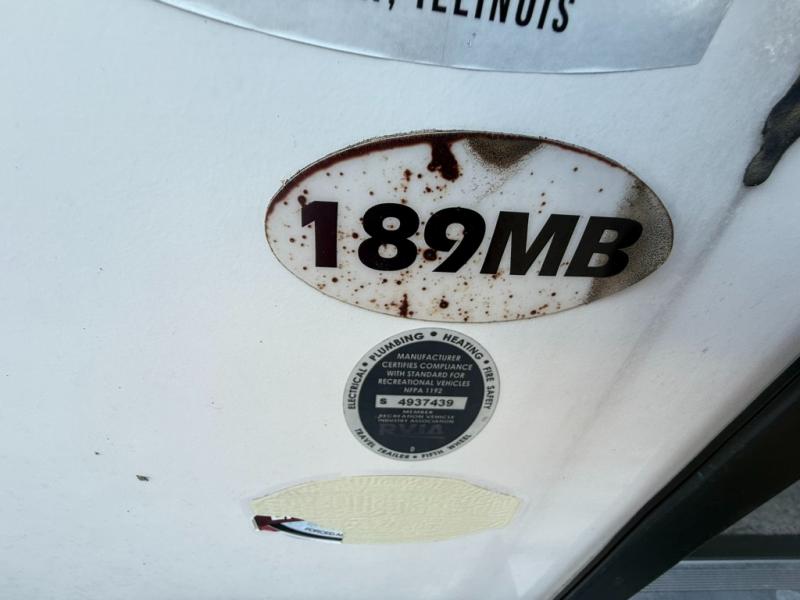 ILLINOIS
189MB
ELECTRICAL • PLUMBING • HEATING • FIRE SAFETY
MANUFACTURER
CERTIFIES COMPLIANCE
WITH STANDARD FOR
RECREATIONAL VEHICLES
NFPA 1192
S 4937439
MEMBER
RECREATION VEHICLE
INDUSTRY ASSOCIATION
RVIA
TRAVEL TRAILER • FIFTH WHEEL